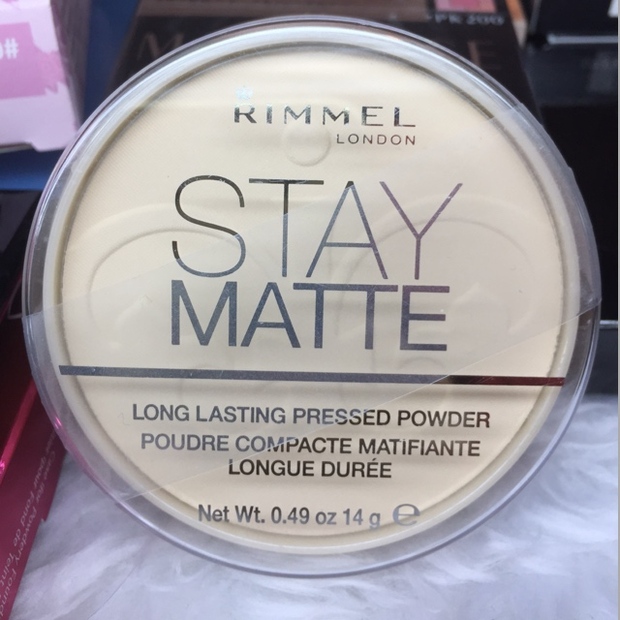 RIMMEL
LONDON
STAY
MATTE
LONG LASTING PRESSED POWDER
POUDRE COMPACTE MATIFIANTE
LONGUE DURÉE
Net Wt. 0.49 oz 14 g ℮